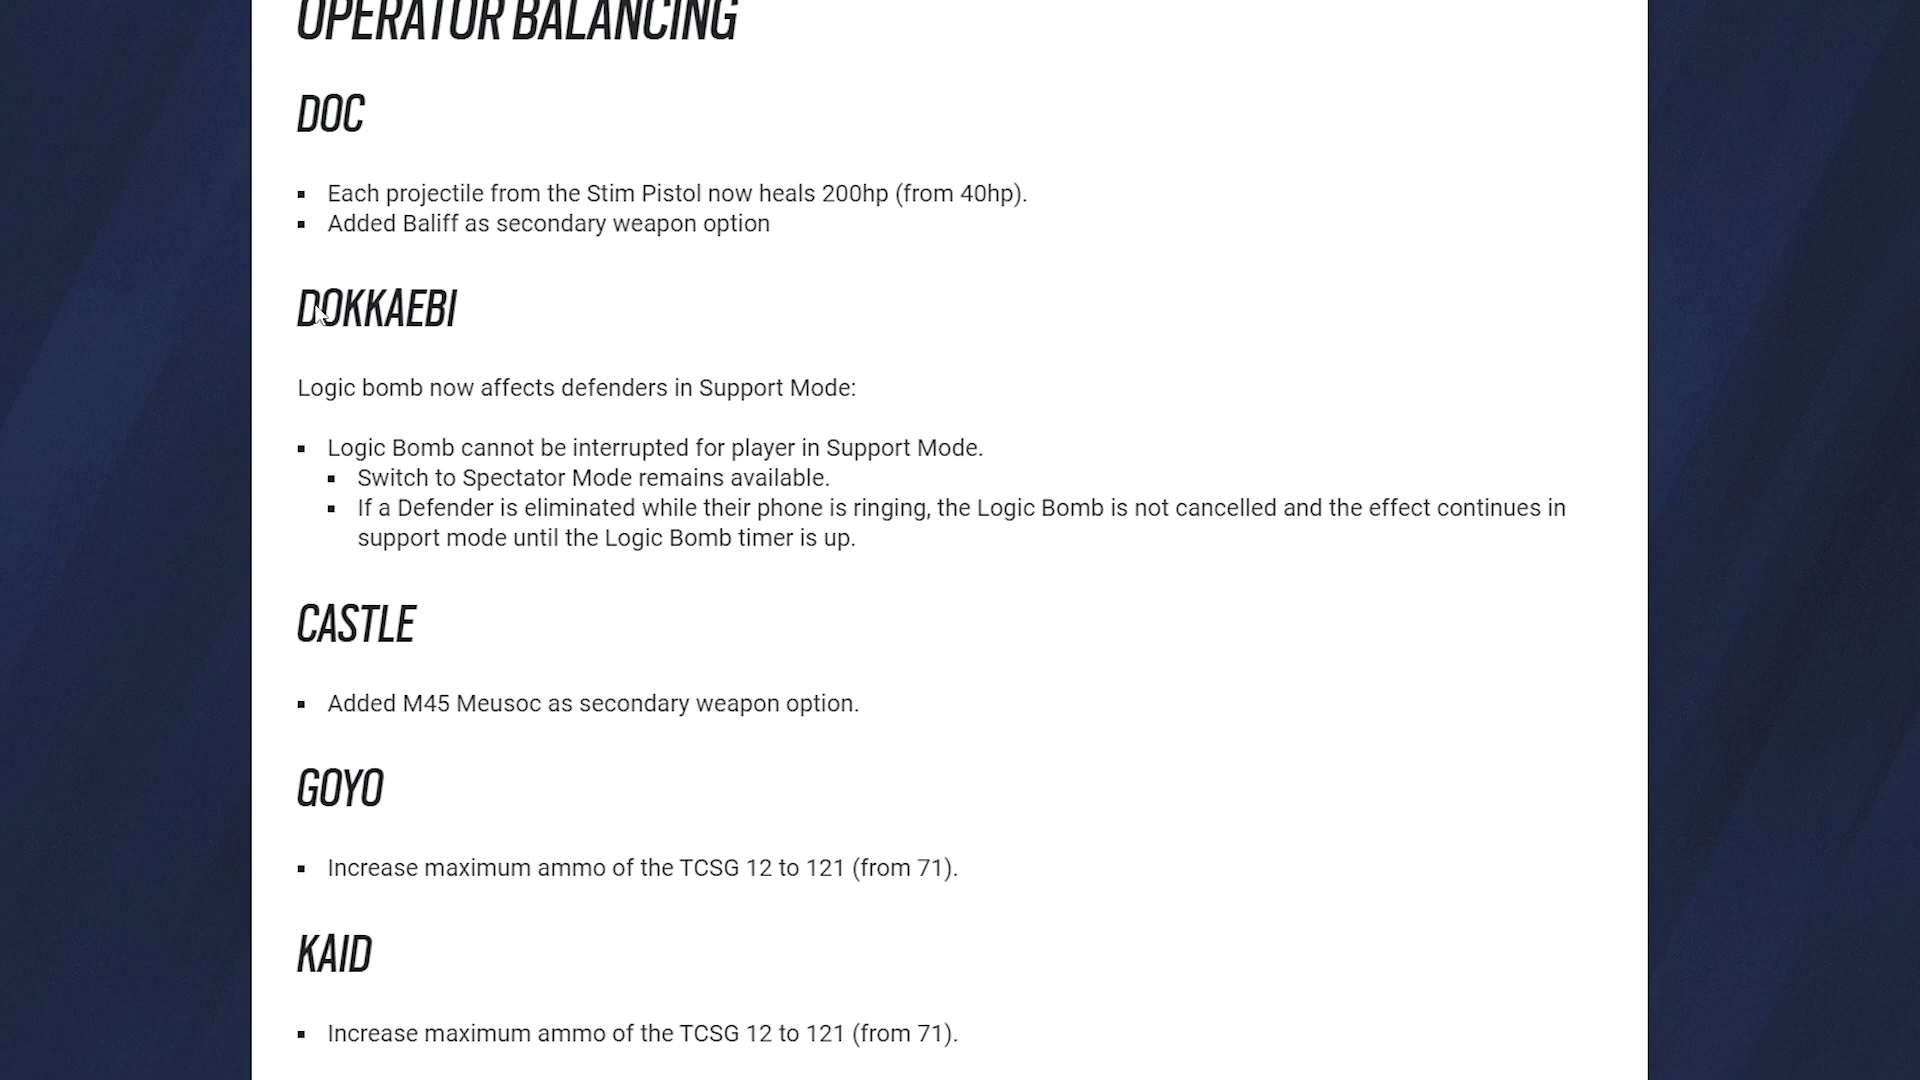 OPERATOR BALANCING
DOC
▪ Each projectile from the Stim Pistol now heals 200hp (from 40hp).
▪ Added Baliff as secondary weapon option
DOKKAEBI
Logic bomb now affects defenders in Support Mode:
▪ Logic Bomb cannot be interrupted for player in Support Mode.
▪ Switch to Spectator Mode remains available.
▪ If a Defender is eliminated while their phone is ringing, the Logic Bomb is not cancelled and the effect continues in
support mode until the Logic Bomb timer is up.
CASTLE
▪ Added M45 Meusoc as secondary weapon option.
GOYO
▪ Increase maximum ammo of the TCSG 12 to 121 (from 71).
KAID
▪ Increase maximum ammo of the TCSG 12 to 121 (from 71).